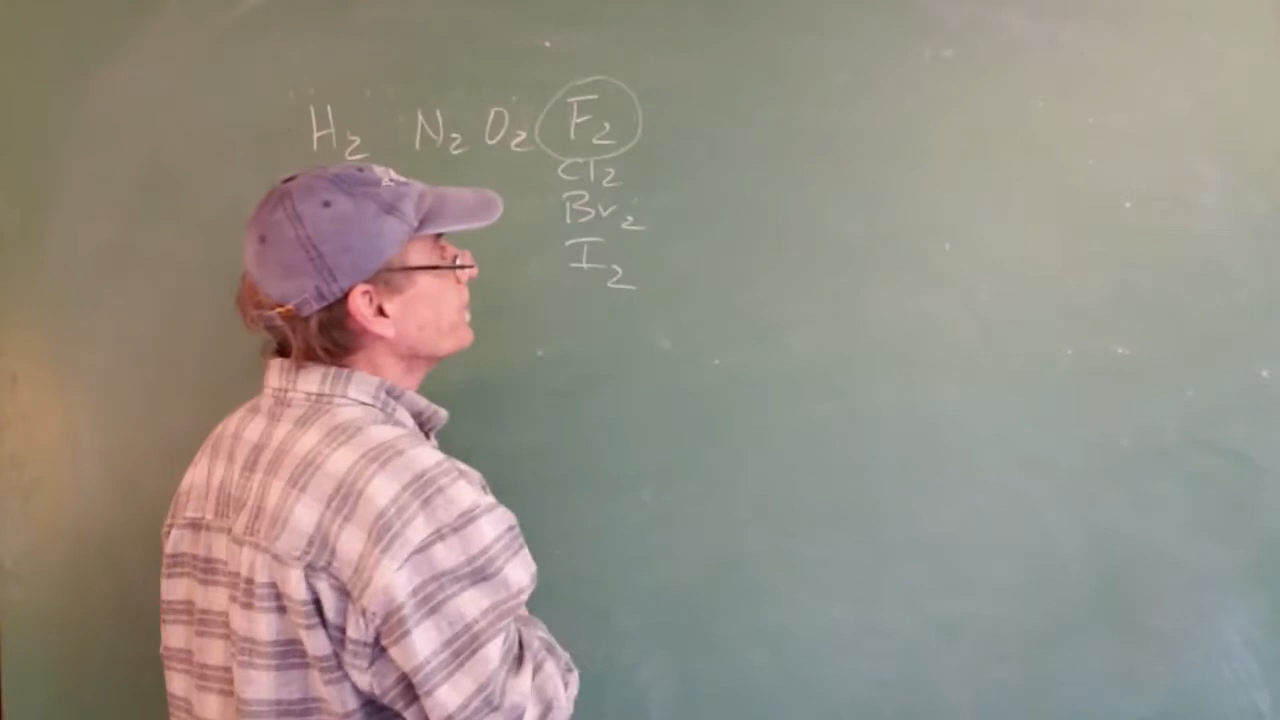 H₂ N₂ O₂ F₂
Cl₂
Br₂
I₂